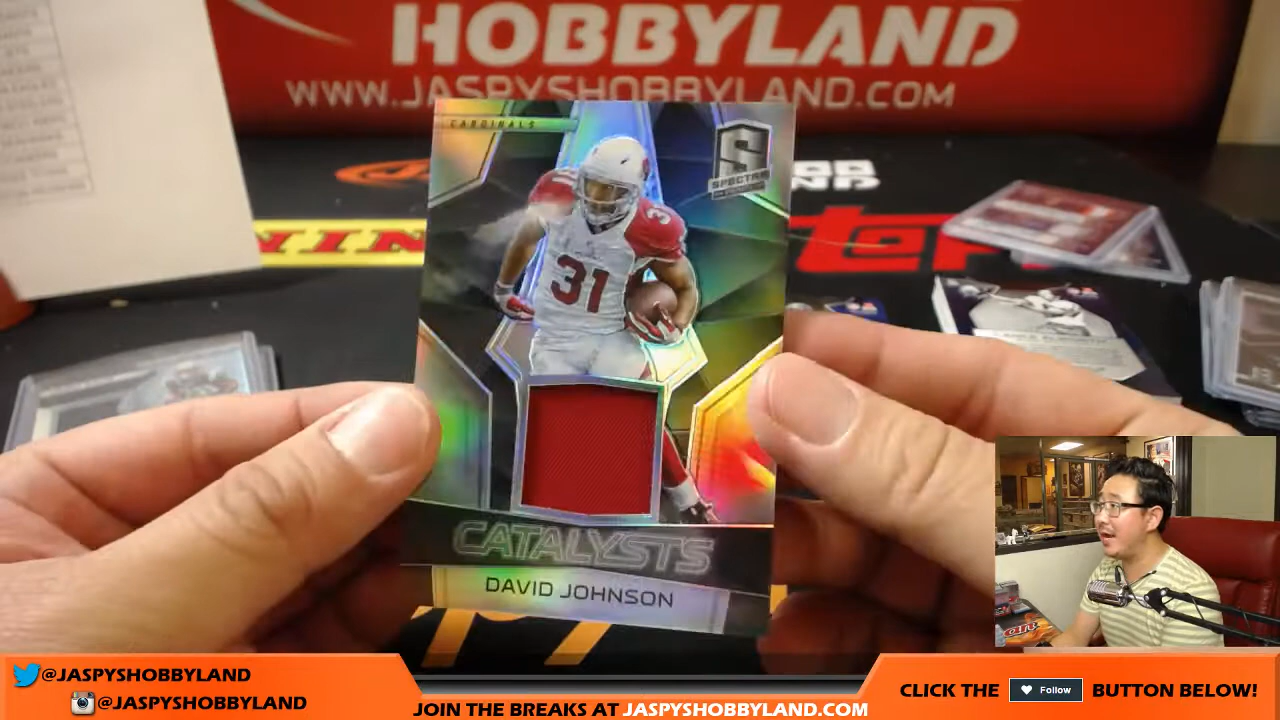 HOBBYLAND
WWW.JASPYSHOBBYLAND.COM
CARDINALS
SPECTRA
31
31
CATALYSTS
DAVID JOHNSON
@JASPYSHOBBYLAND
@JASPYSHOBBYLAND
JOIN THE BREAKS AT JASPYSHOBBYLAND.COM
CLICK THE Follow BUTTON BELOW!